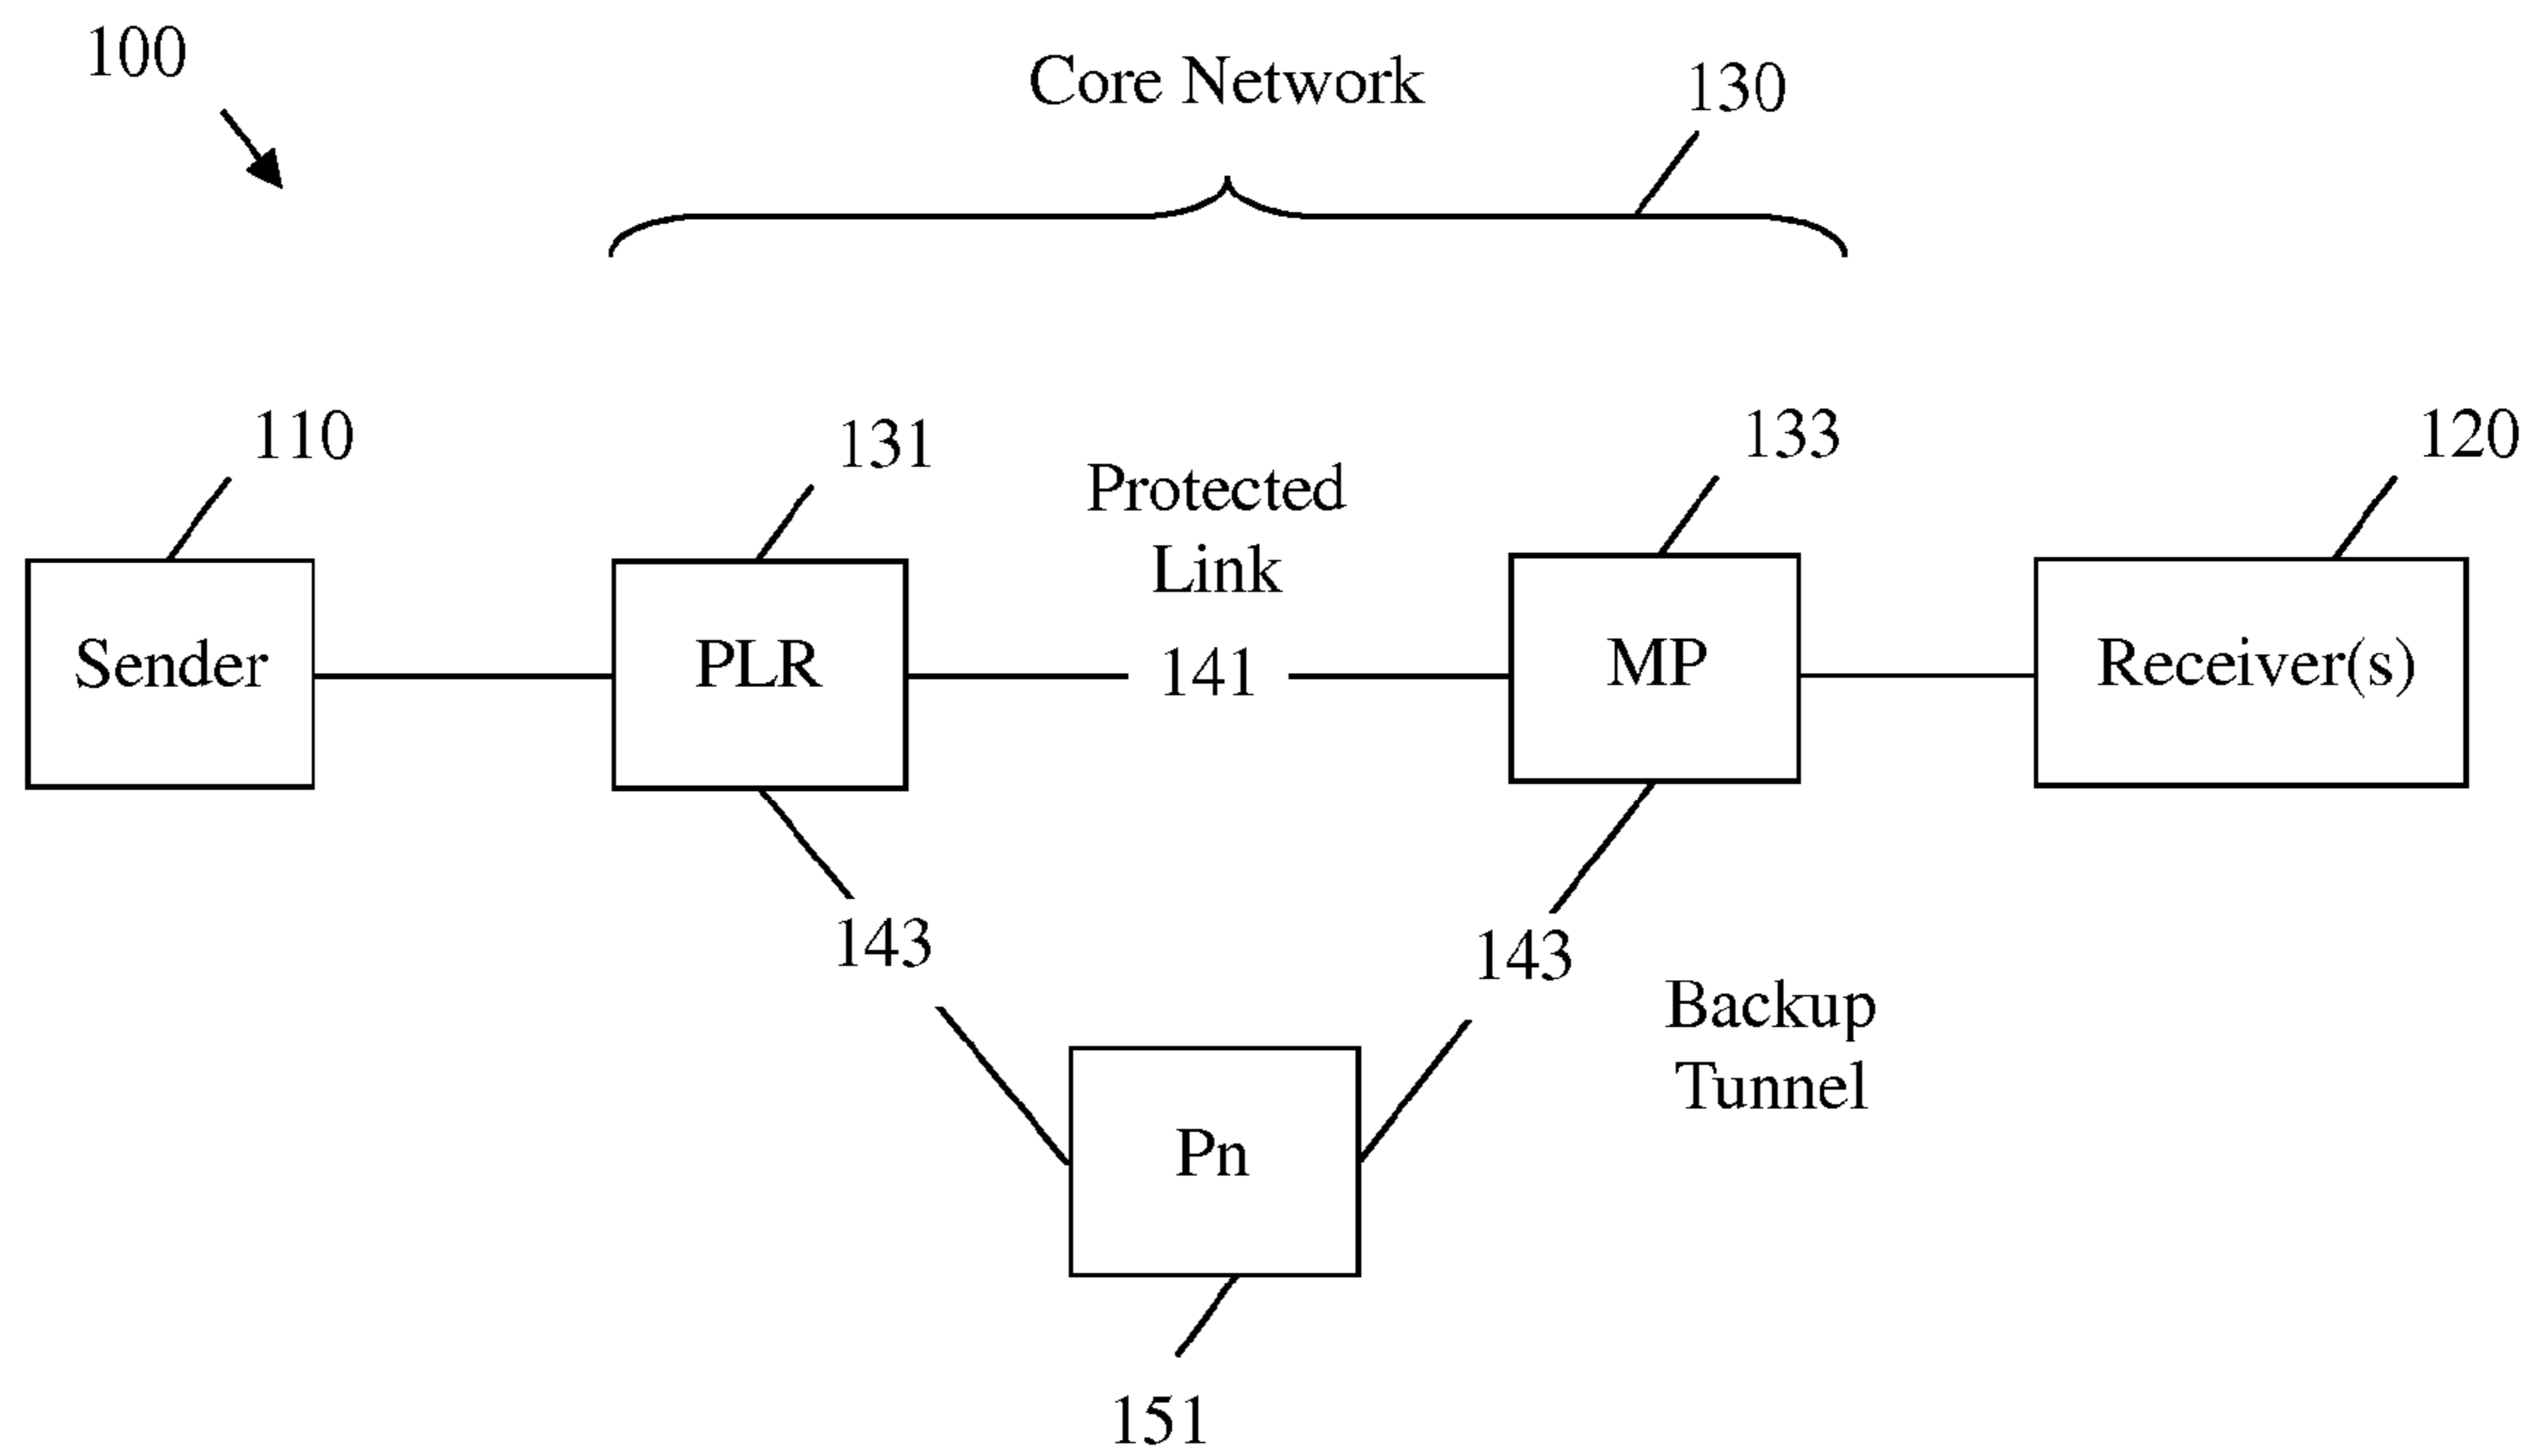 100
Core Network
130
110
131
Protected
Link
133
120
Sender
PLR
141
MP
Receiver(s)
143
143
Backup
Tunnel
Pn
151